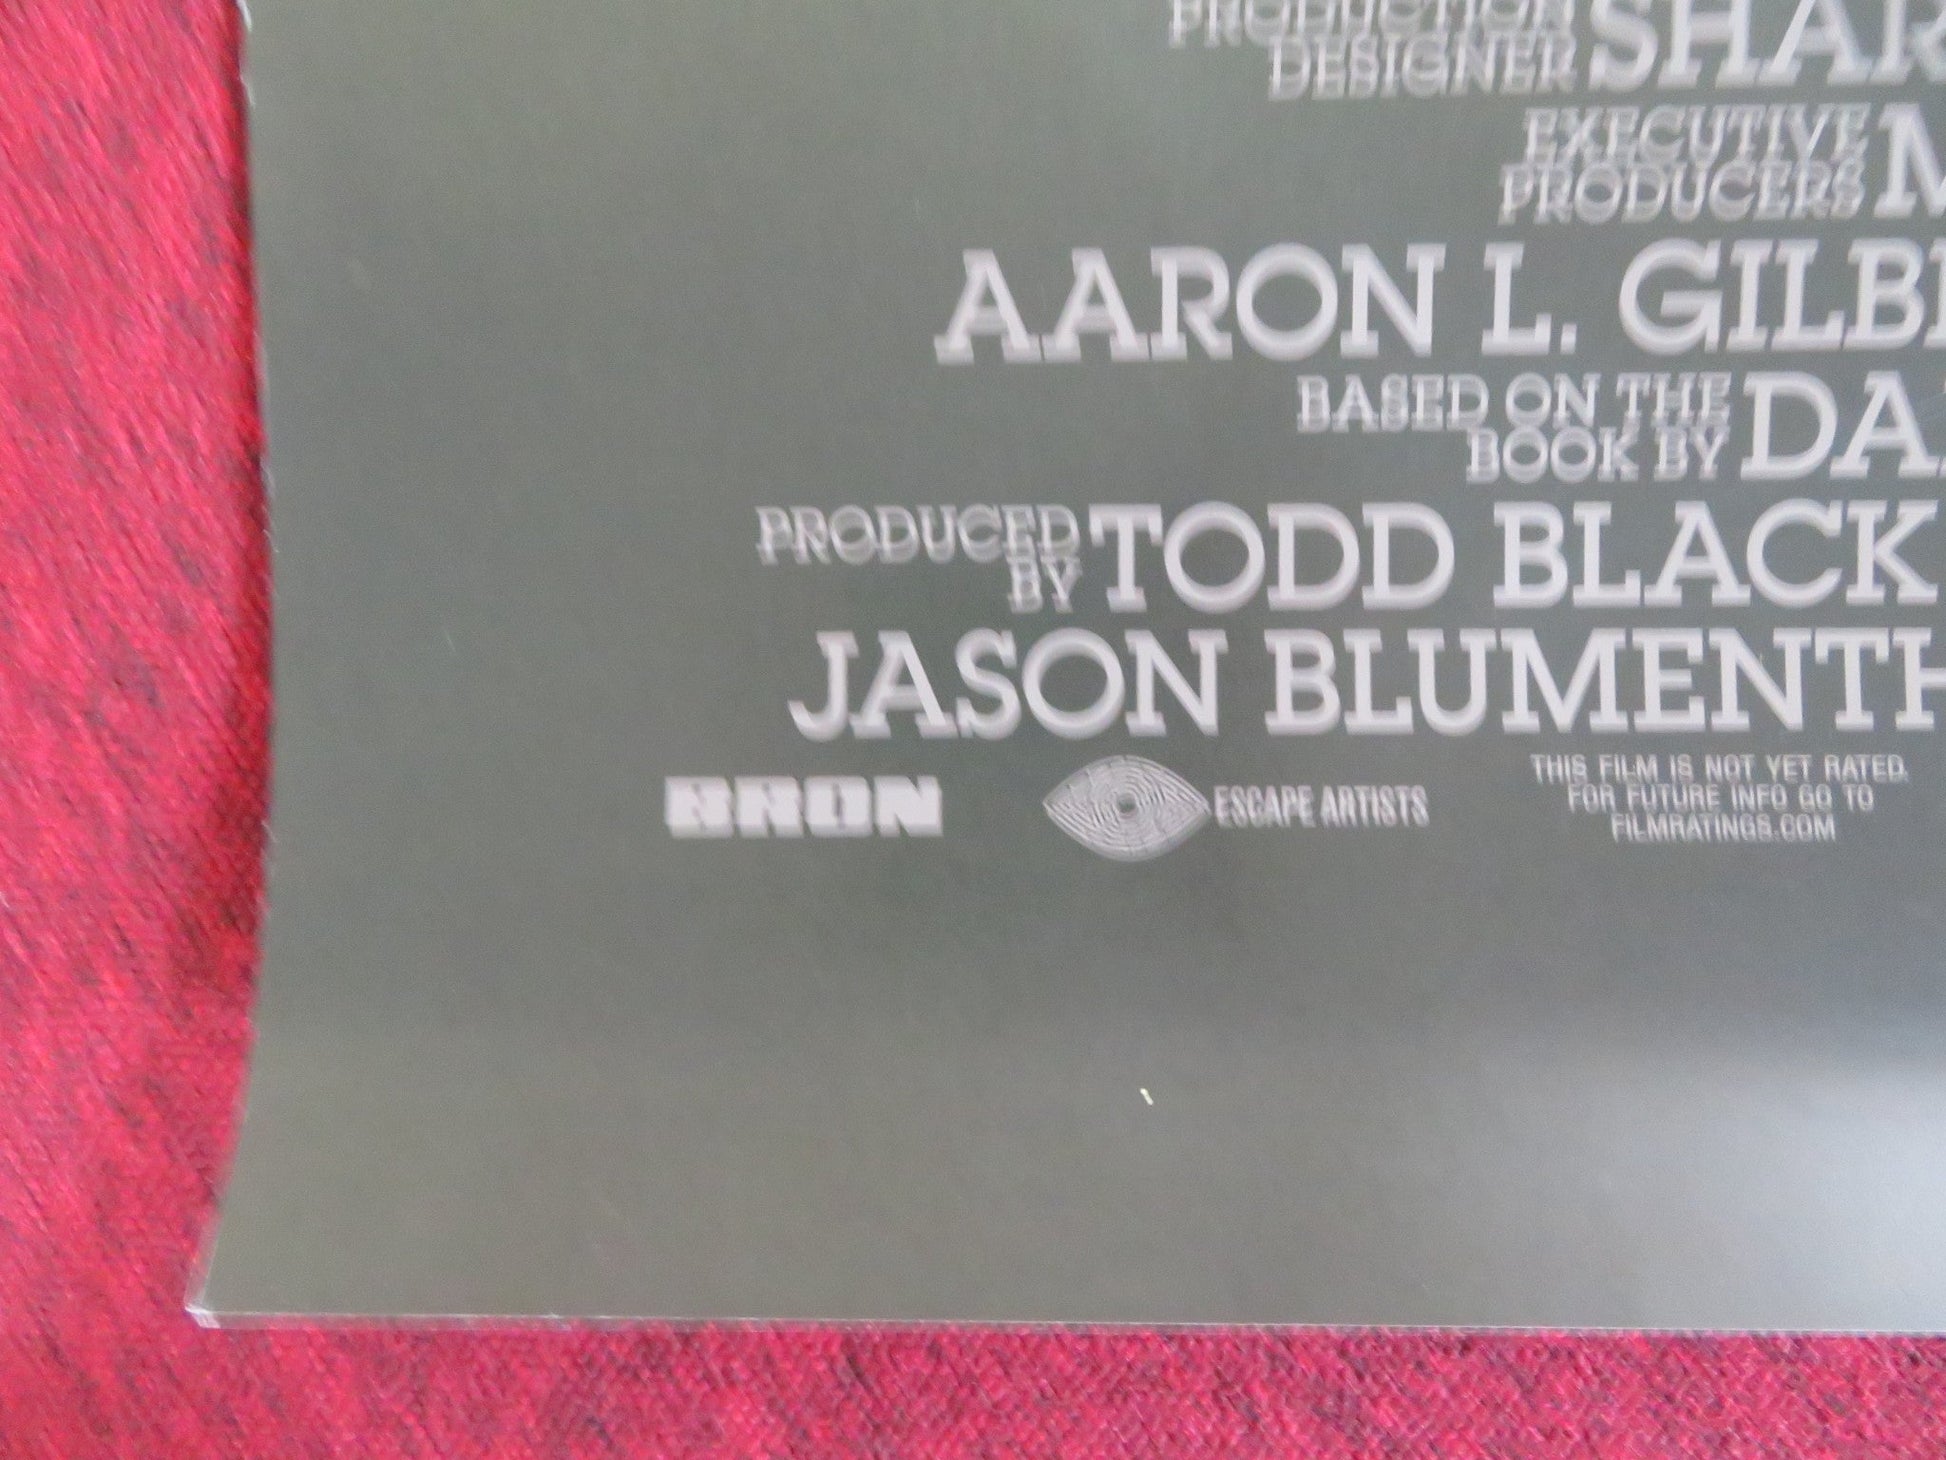 PRODUCTION
DESIGNER SHAR
EXECUTIVE
PRODUCERS M
AARON L. GILB
BASED ON THE
BOOK BY DA
PRODUCED
BY TODD BLACK
JASON BLUMENTH
BRON
ESCAPE ARTISTS
THIS FILM IS NOT YET RATED.
FOR FUTURE INFO GO TO
FILMRATINGS.COM